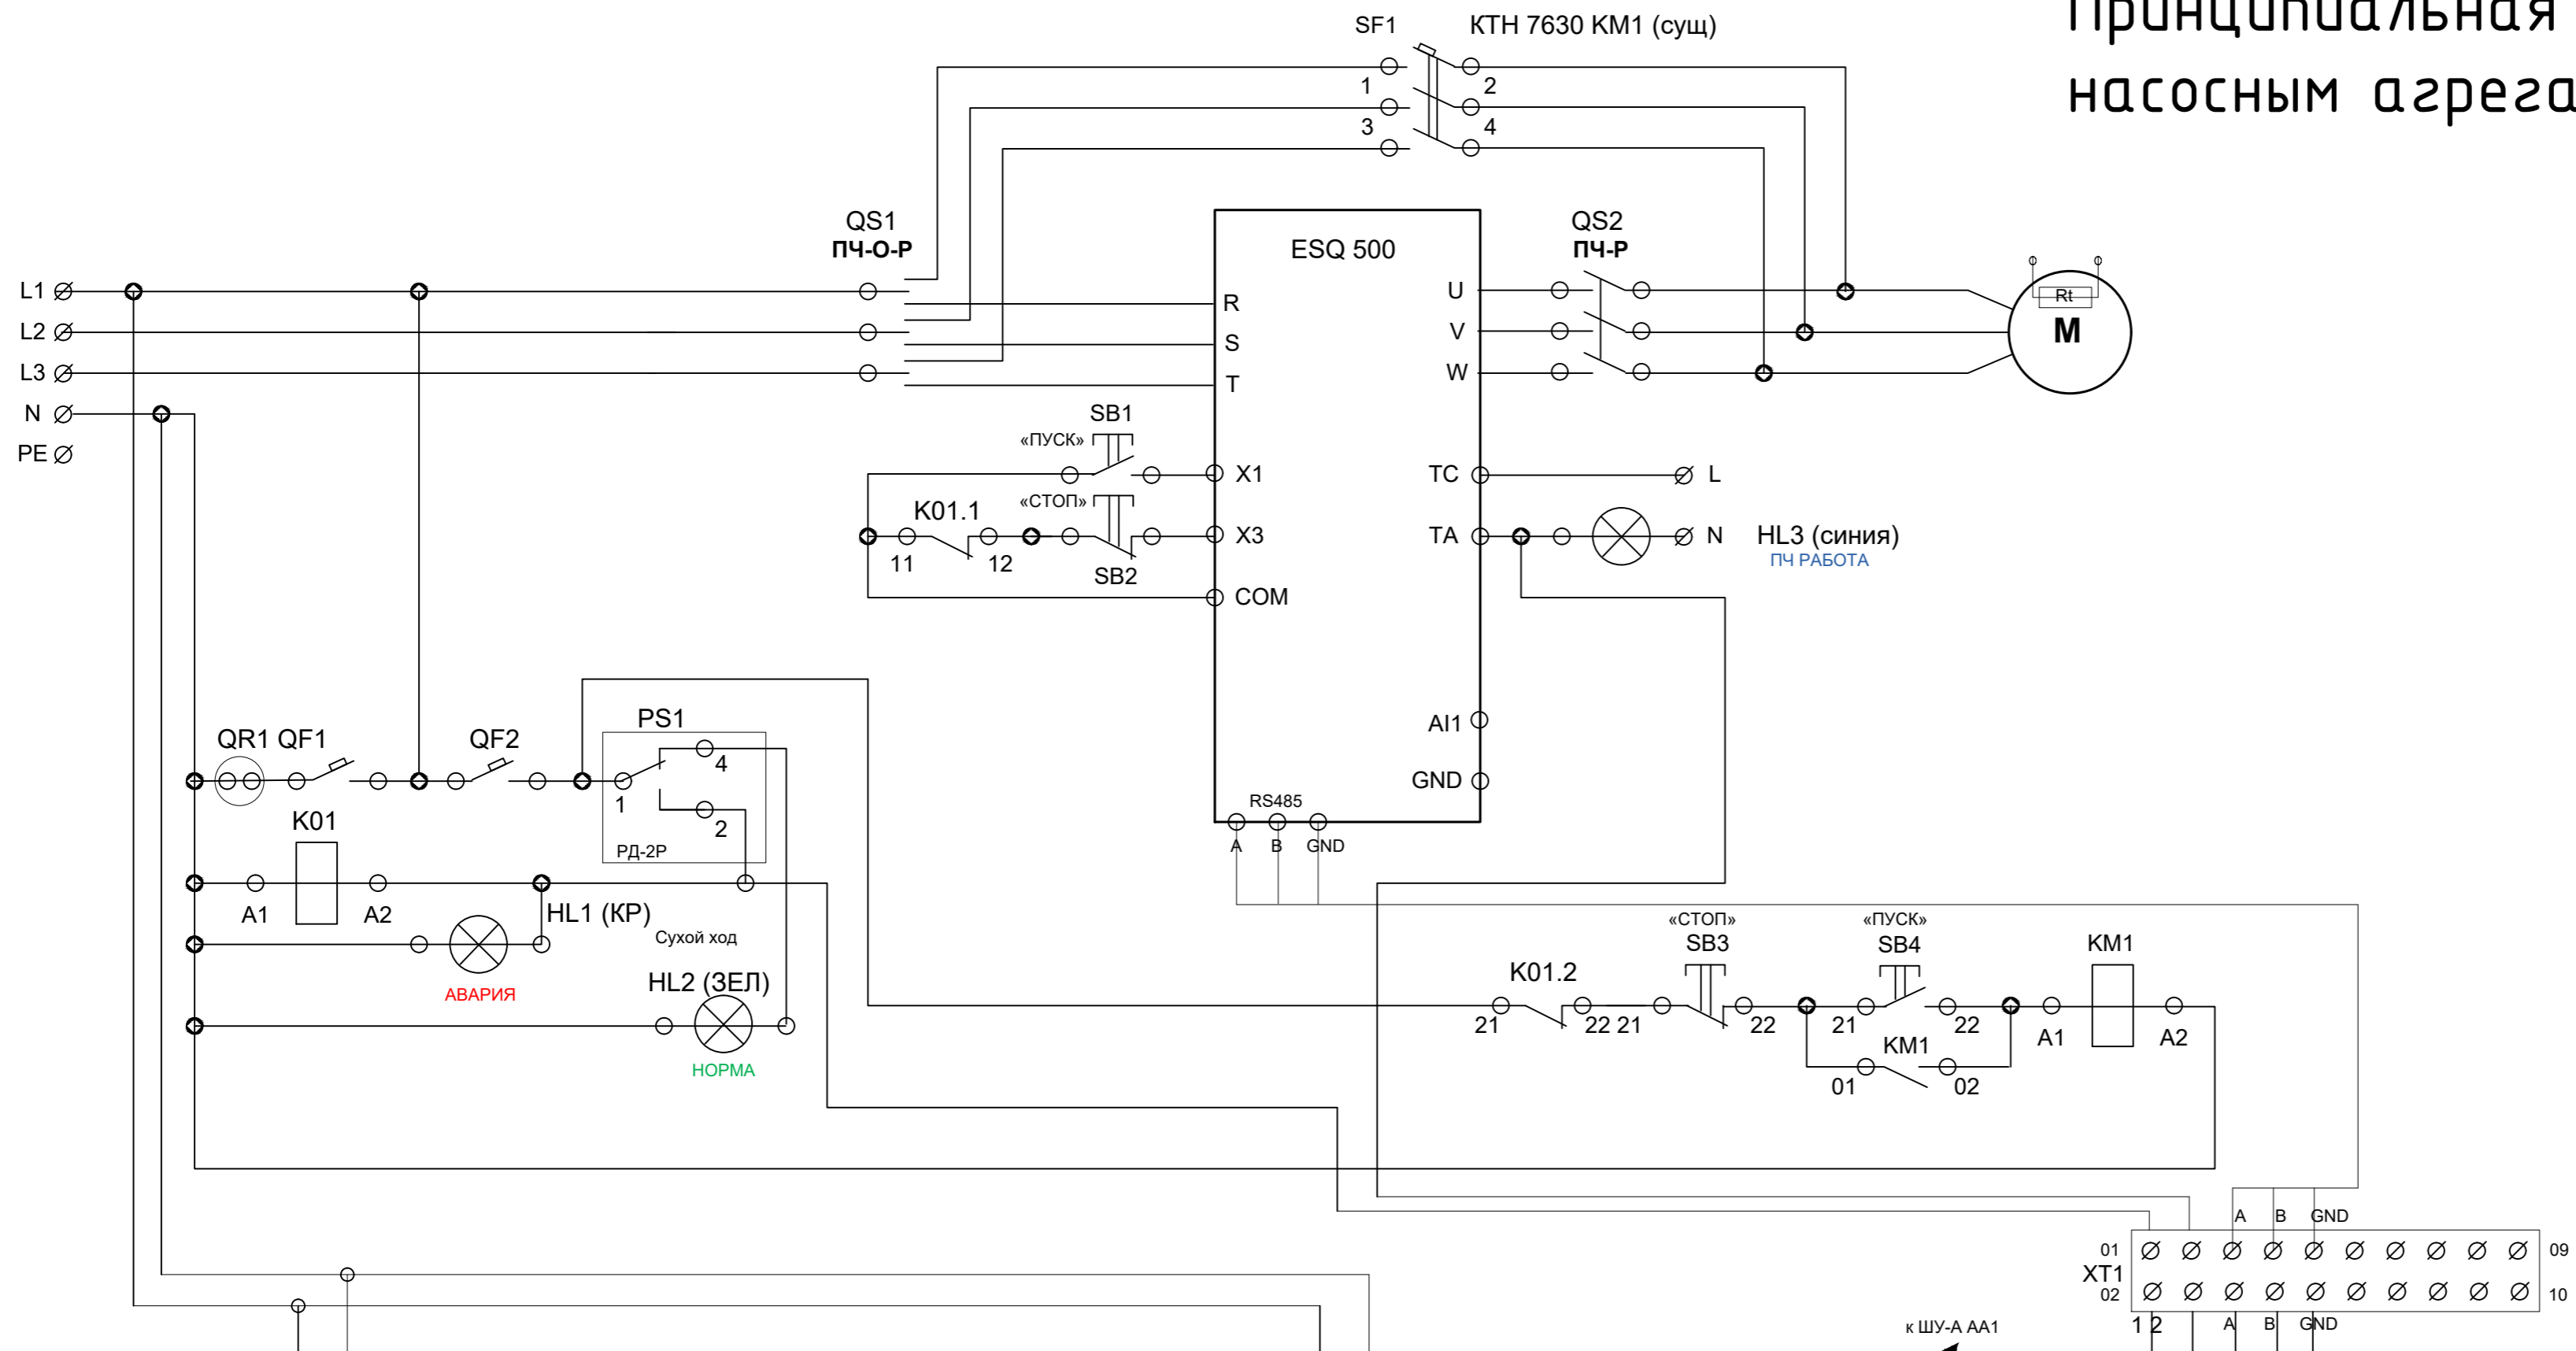 Принципиальная
насосным агрега
SF1 КТН 7630 KM1 (сущ)
1 2
3 4
QS1
ПЧ-О-Р
ESQ 500
QS2
ПЧ-Р
L1
L2
L3
N
PE
R
S
T
U
V
W
Rt
M
SB1
«ПУСК»
X1
TC L
K01.1 «СТОП»
11 12
SB2
X3
TA N
HL3 (синия)
ПЧ РАБОТА
COM
AI1
GND
RS485
A B GND
QR1 QF1 QF2 PS1
1 4
2
РД-2Р
K01
A1 A2
HL1 (КР)
Сухой ход
АВАРИЯ
HL2 (ЗЕЛ)
НОРМА
«СТОП» «ПУСК»
K01.2 SB3 SB4 KM1
21 22 21 22 21 22 A1 A2
KM1
01 02
A B GND
01 09
XT1
02 10
1 2 A B GND
к ШУ-А АА1